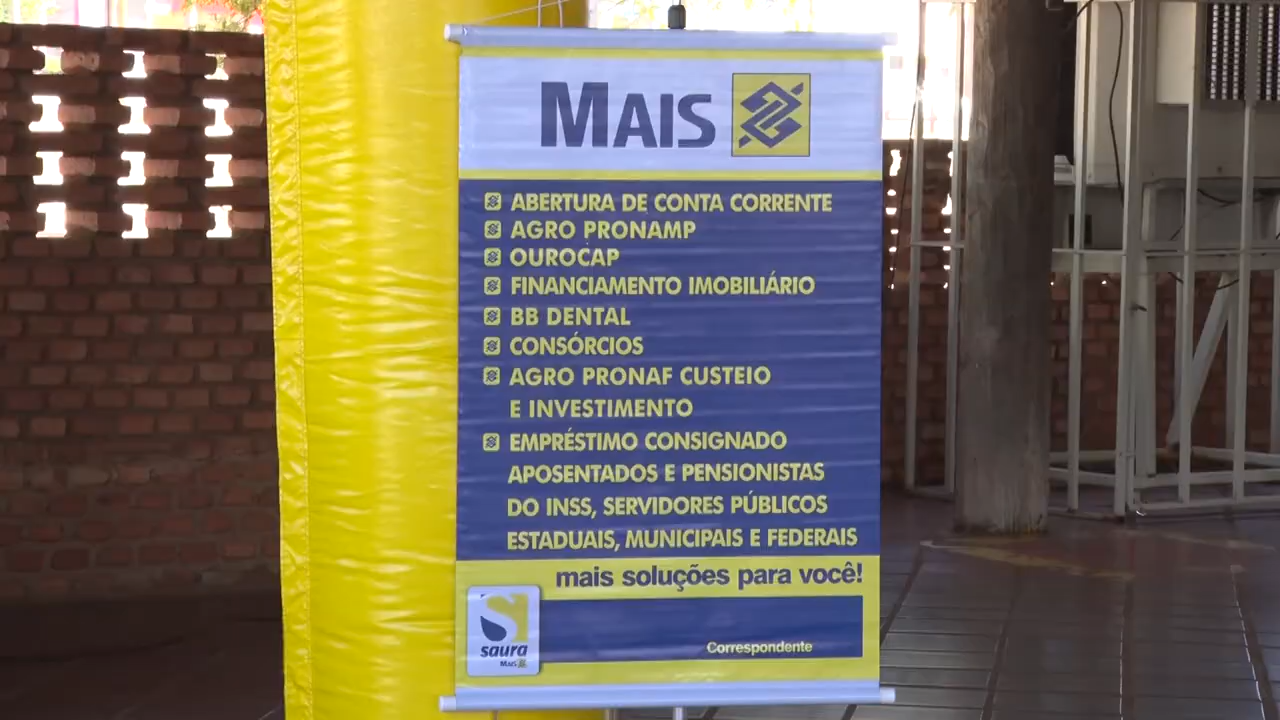 MAIS
ABERTURA DE CONTA CORRENTE
AGRO PRONAMP
OUROCAP
FINANCIAMENTO IMOBILIÁRIO
BB DENTAL
CONSÓRCIOS
AGRO PRONAF CUSTEIO
E INVESTIMENTO
EMPRÉSTIMO CONSIGNADO
APOSENTADOS E PENSIONISTAS
DO INSS, SERVIDORES PÚBLICOS
ESTADUAIS, MUNICIPAIS E FEDERAIS
mais soluções para você!
saura
MAIS
Correspondente